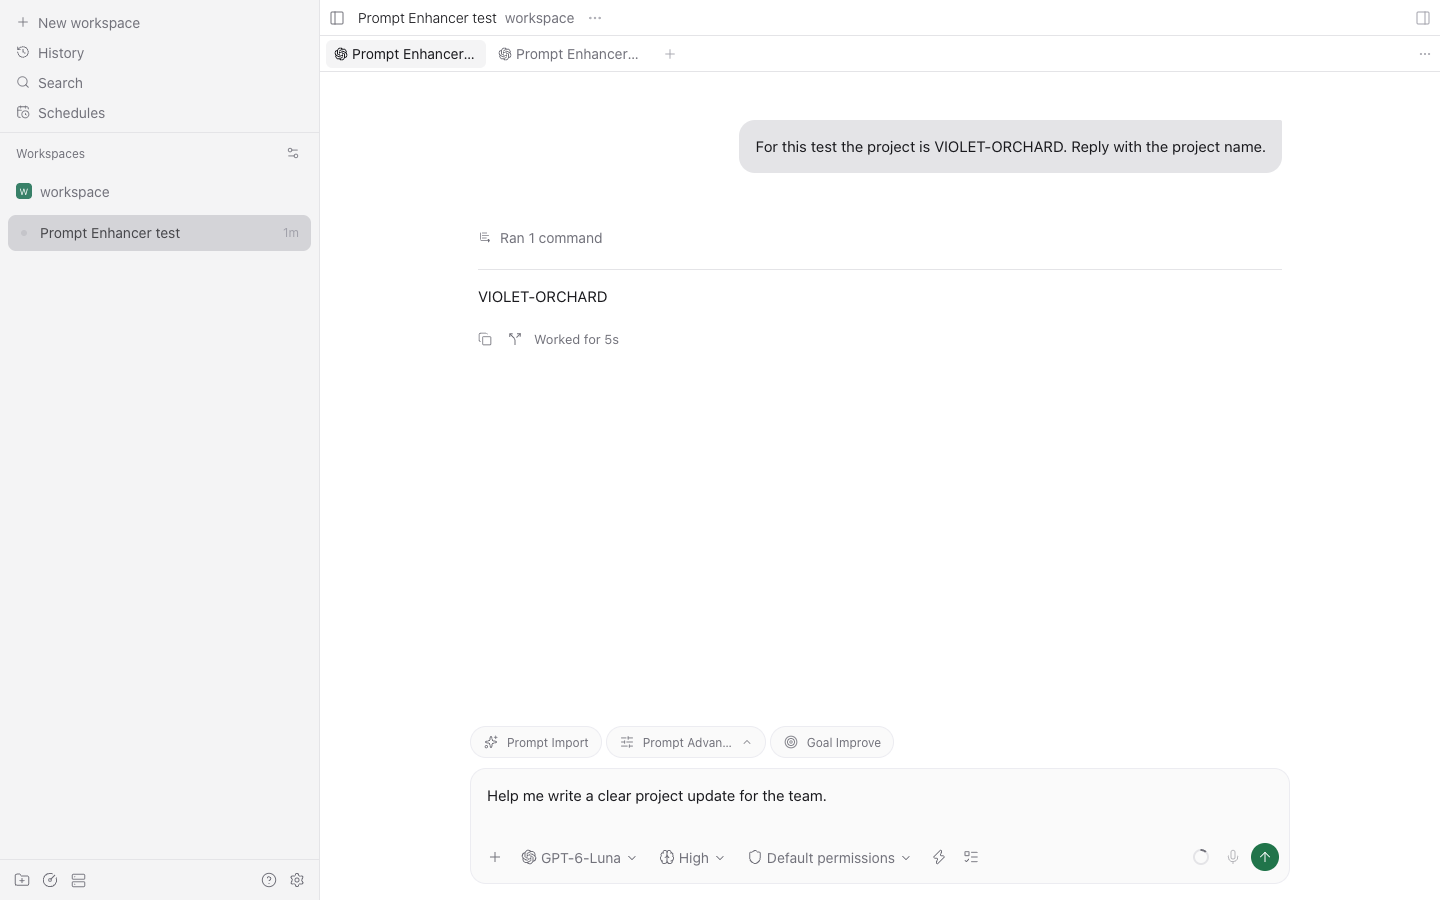 New workspace
History
Search
Schedules
Workspaces
W workspace
Prompt Enhancer test 1m
Prompt Enhancer test workspace
Prompt Enhancer... Prompt Enhancer...
For this test the project is VIOLET-ORCHARD. Reply with the project name.
Ran 1 command
VIOLET-ORCHARD
Worked for 5s
Prompt Import Prompt Advan... Goal Improve
Help me write a clear project update for the team.
GPT-6-Luna High Default permissions